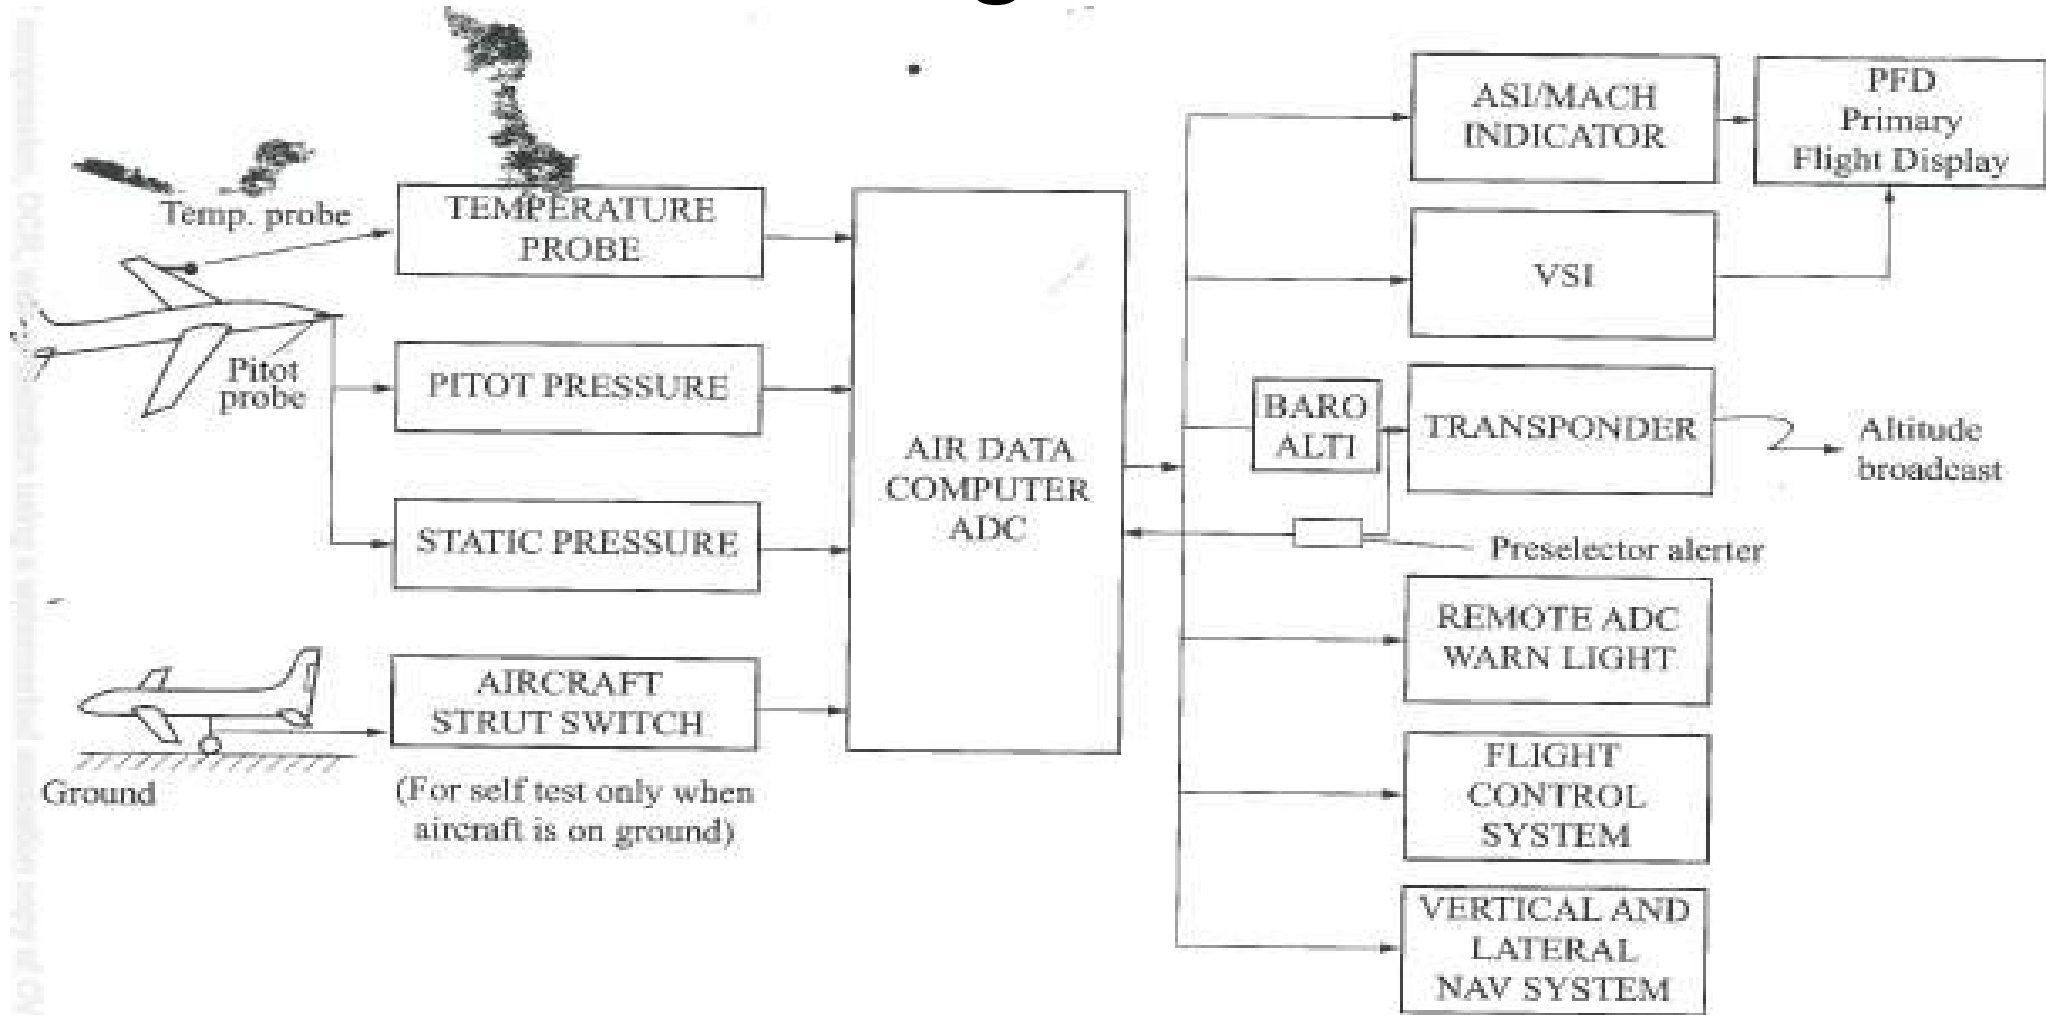 Temp. probe
TEMPERATURE
PROBE
Pitot
probe
PITOT PRESSURE
STATIC PRESSURE
AIRCRAFT
STRUT SWITCH
Ground
(For self test only when
aircraft is on ground)
AIR DATA
COMPUTER
ADC
ASI/MACH
INDICATOR
PFD
Primary
Flight Display
VSI
BARO
ALTI
TRANSPONDER
Altitude
broadcast
Preselector alerter
REMOTE ADC
WARN LIGHT
FLIGHT
CONTROL
SYSTEM
VERTICAL AND
LATERAL
NAV SYSTEM